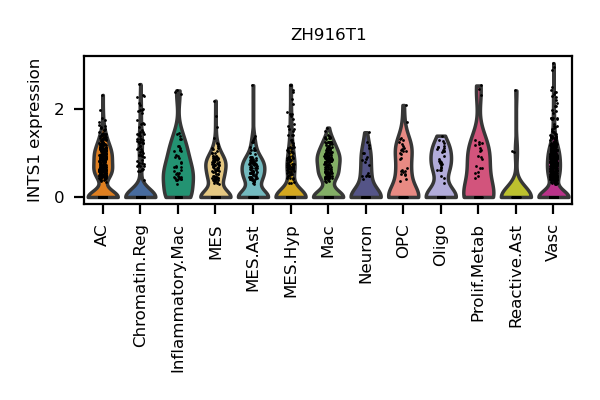 ZH916T1
INTS1 expression
2
0
AC
Chromatin.Reg
Inflammatory.Mac
MES
MES.Ast
MES.Hyp
Mac
Neuron
OPC
Oligo
Prolif.Metab
Reactive.Ast
Vasc